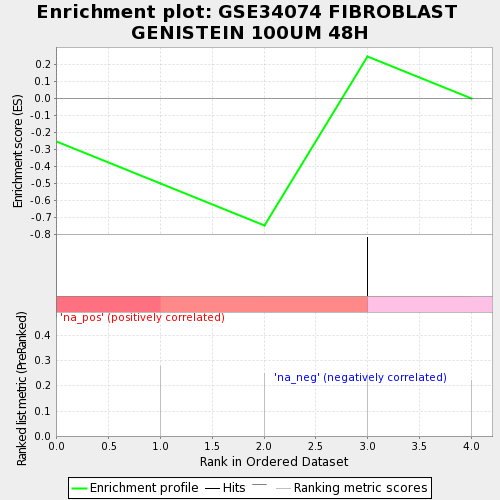 Enrichment plot: GSE34074 FIBROBLAST
GENISTEIN 100UM 48H
Enrichment score (ES)
0.2
0.1
0.0
-0.1
-0.2
-0.3
-0.4
-0.5
-0.6
-0.7
-0.8
'na_pos' (positively correlated)
'na_neg' (negatively correlated)
Ranked list metric (PreRanked)
0.4
0.3
0.2
0.1
0.0
0.0 0.5 1.0 1.5 2.0 2.5 3.0 3.5 4.0
Rank in Ordered Dataset
Enrichment profile Hits Ranking metric scores